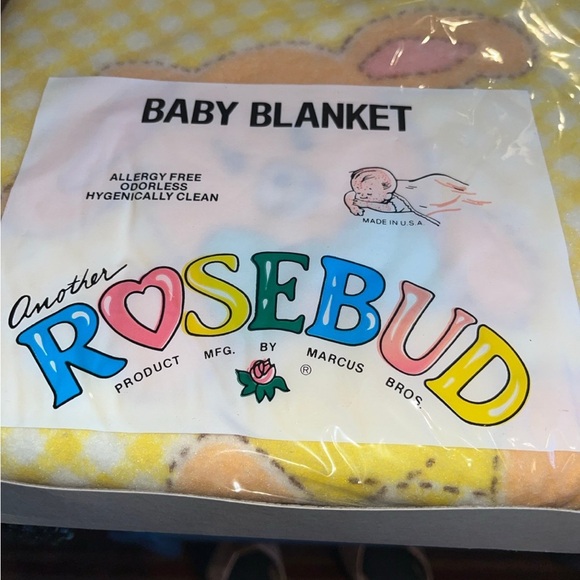 BABY BLANKET
ALLERGY FREE
ODORLESS
HYGENICALLY CLEAN
MADE IN U.S.A.
Another
ROSEBUD
PRODUCT MFG. BY MARCUS BROS.
®